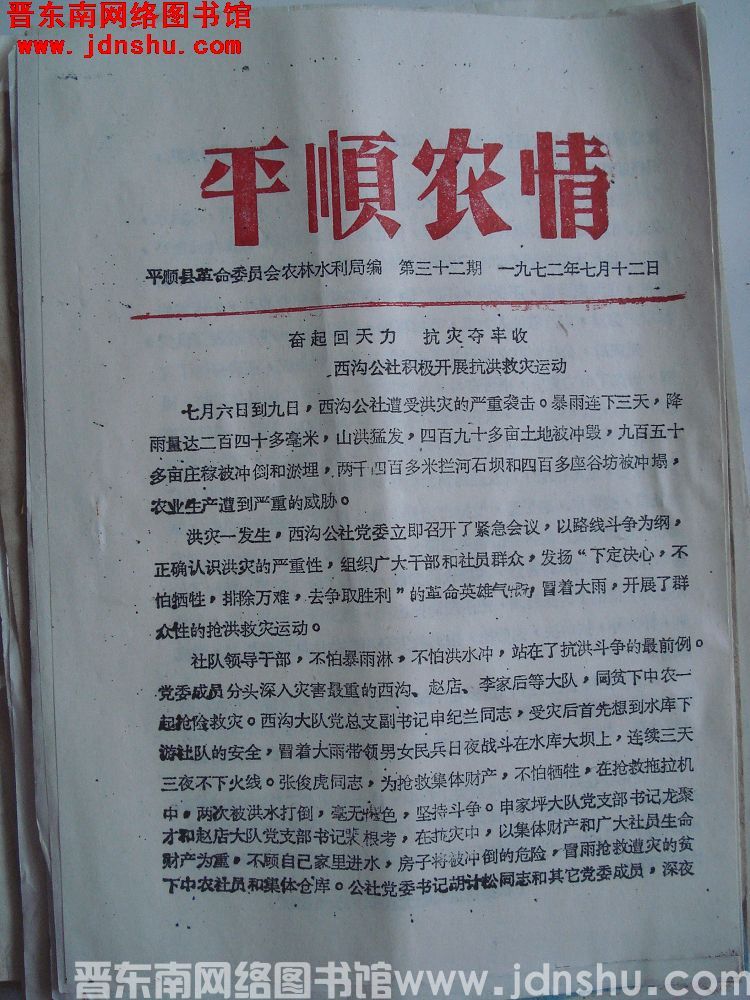 晋东南网络图书馆
www.jdnshu.com
平順农情
平顺县革命委员会农林水利局编 第三十二期 一九七二年七月十二日
奋起回天力 抗灾夺丰收
西沟公社积极开展抗洪救灾运动
七月六日到九日，西沟公社遭受洪灾的严重袭击。暴雨连下三天，降
雨量达二百四十多毫米，山洪猛发，四百九十多亩土地被冲毁，九百五十
多亩庄稼被冲倒和淤埋，两千四百多米拦河石坝和四百多座谷坊被冲塌，
农业生产遭到严重的威胁。
洪灾一发生，西沟公社党委立即召开了紧急会议，以路线斗争为纲，
正确认识洪灾的严重性，组织广大干部和社员群众，发扬“下定决心，不
怕牺牲，排除万难，去争取胜利”的革命英雄气慨，冒着大雨，开展了群
众性的抢洪救灾运动。
社队领导干部，不怕暴雨淋，不怕洪水冲，站在了抗洪斗争的最前例。
党委成员分头深入灾害最重的西沟、赵店、李家后等大队，同贫下中农一
起抢险救灾。西沟大队党总支副书记申纪兰同志，受灾后首先想到水库下
游社队的安全，冒着大雨带领男女民兵日夜战斗在水库大坝上，连续三天
三夜不下火线。张俊虎同志，为抢救集体财产，不怕牺牲，在抢救拖拉机
中，两次被洪水打倒，毫无惧色，坚持斗争。申家坪大队党支部书记龙聚
才和赵店大队党支部书记裴根考，在抗灾中，以集体财产和广大社员生命
财产为重，不顾自己家里进水，房子将被冲倒的危险，冒雨抢救遭灾的贫
下中农社员和集体仓库。公社党委书记胡计松同志和其它党委成员，深夜
晋东南网络图书馆www.jdnshu.com